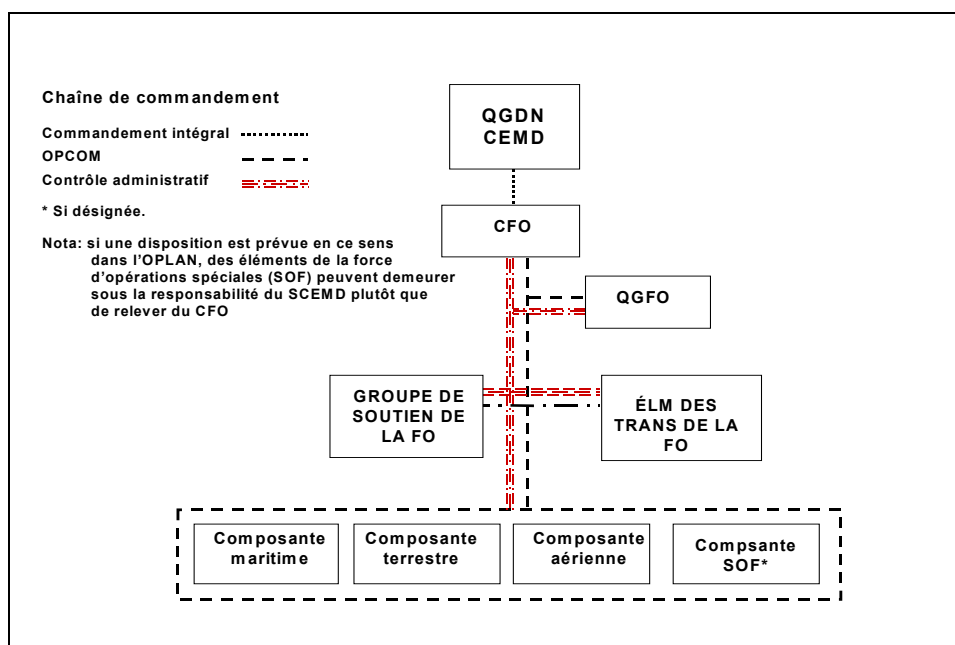 Chaîne de commandement
Commandement intégral
OPCOM
Contrôle administratif
* Si désignée.
Nota: si une disposition est prévue en ce sens
dans l'OPLAN, des éléments de la force
d'opérations spéciales (SOF) peuvent demeurer
sous la responsabilité du SCEMD plutôt que
de relever du CFO
QGDN
CEMD
CFO
QGFO
GROUPE DE
SOUTIEN DE
LA FO
ÉLM DES
TRANS DE LA
FO
Composante
maritime
Composante
terrestre
Composante
aérienne
Compsante
SOF*